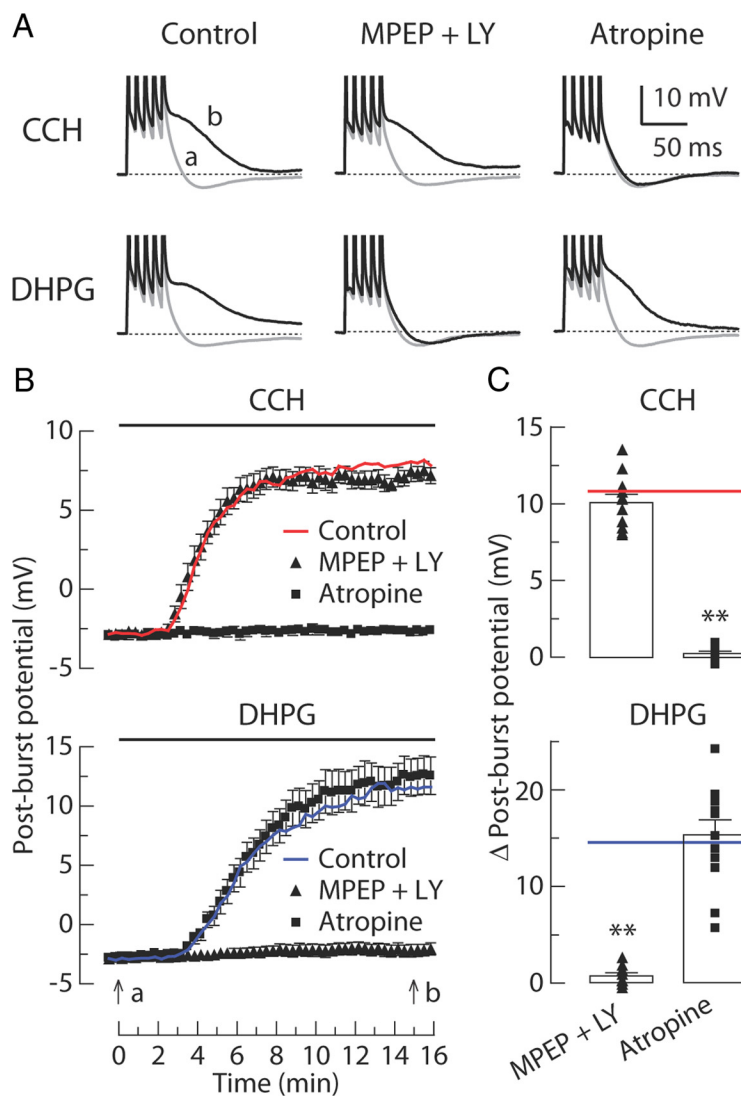 A
Control
MPEP + LY
Atropine
CCH
b
a
10 mV
50 ms
DHPG
B
CCH
Post-burst potential (mV)
10
5
0
-5
Control
MPEP + LY
Atropine
DHPG
15
10
5
0
-5
Control
MPEP + LY
Atropine
a
b
0 2 4 6 8 10 12 14 16
Time (min)
C
CCH
Δ Post-burst potential (mV)
15
10
5
0
**
DHPG
20
10
0
**
MPEP + LY
Atropine